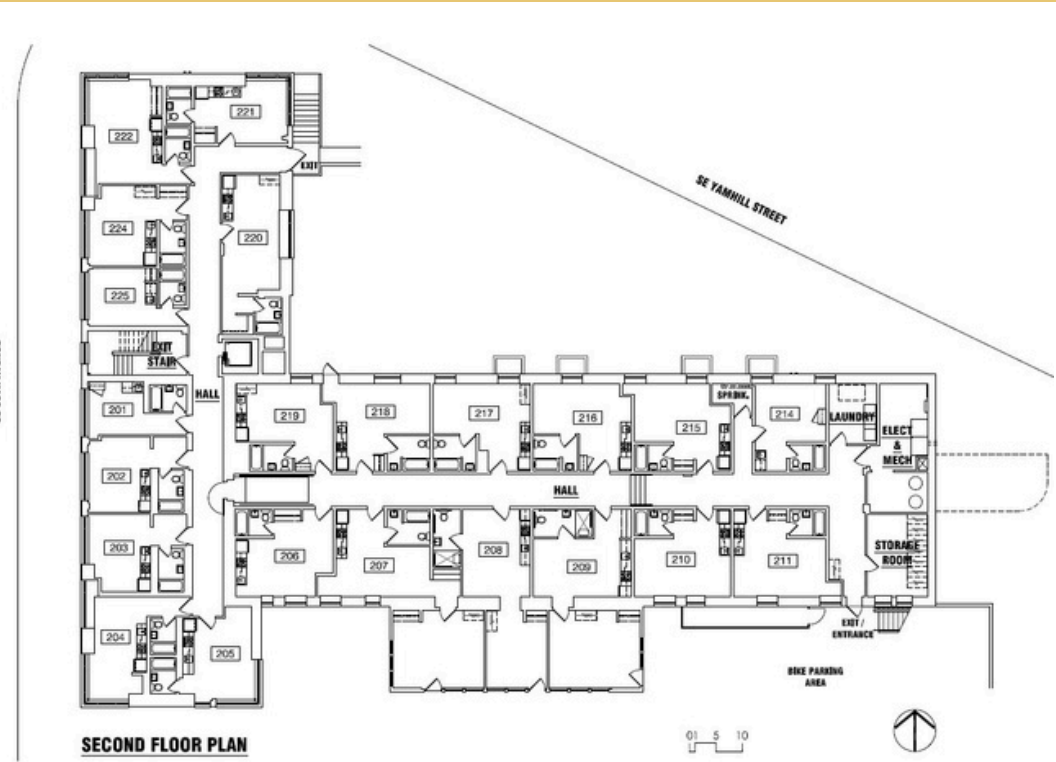 221
222
EXIT
SE YAMHILL STREET
224
220
225
EXIT
STAIR
201
HALL
219
218
217
216
215
SPRINK.
214
LAUNDRY
ELECT
&
MECH
202
HALL
203
206
207
208
209
210
211
STORAGE
ROOM
204
205
EXIT /
ENTRANCE
BIKE PARKING
AREA
SECOND FLOOR PLAN
01 5 10